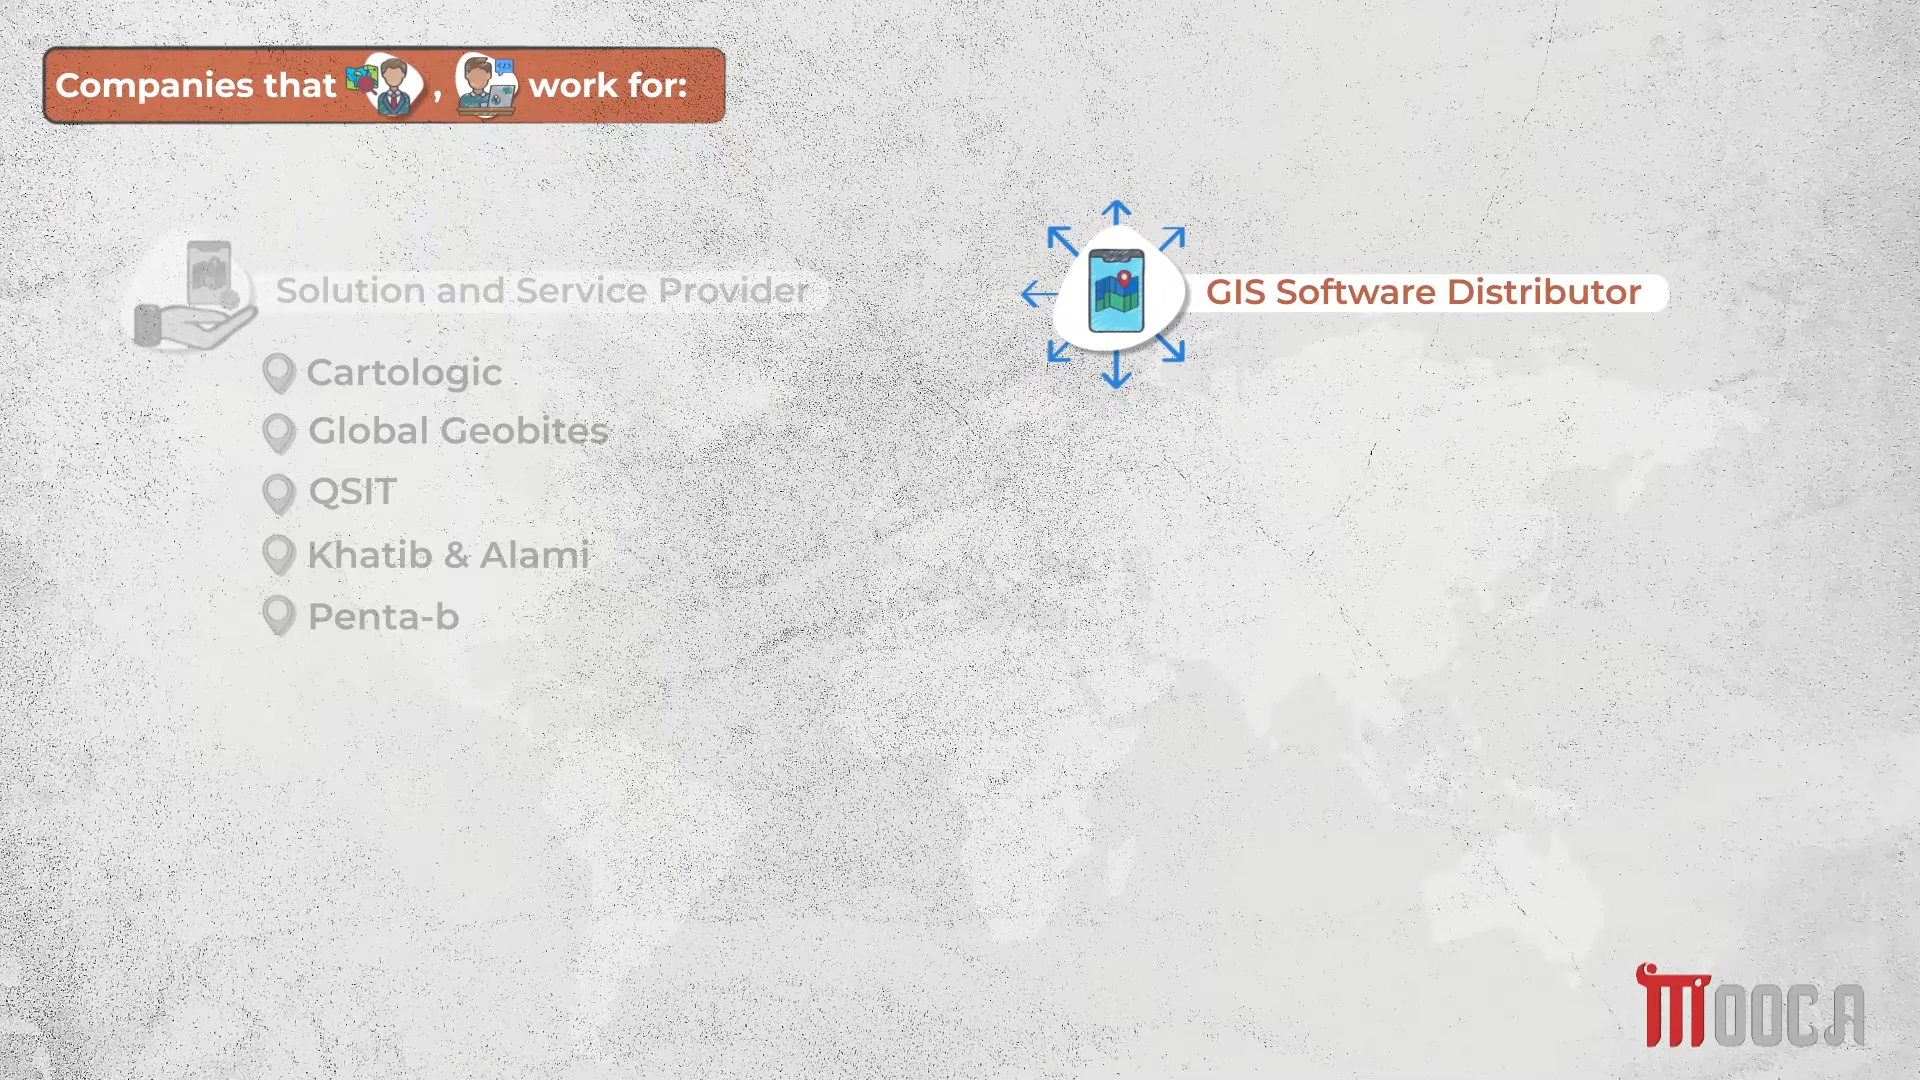 Companies that , work for:
Solution and Service Provider
Cartologic
Global Geobites
QSIT
Khatib & Alami
Penta-b
GIS Software Distributor
MOOCA